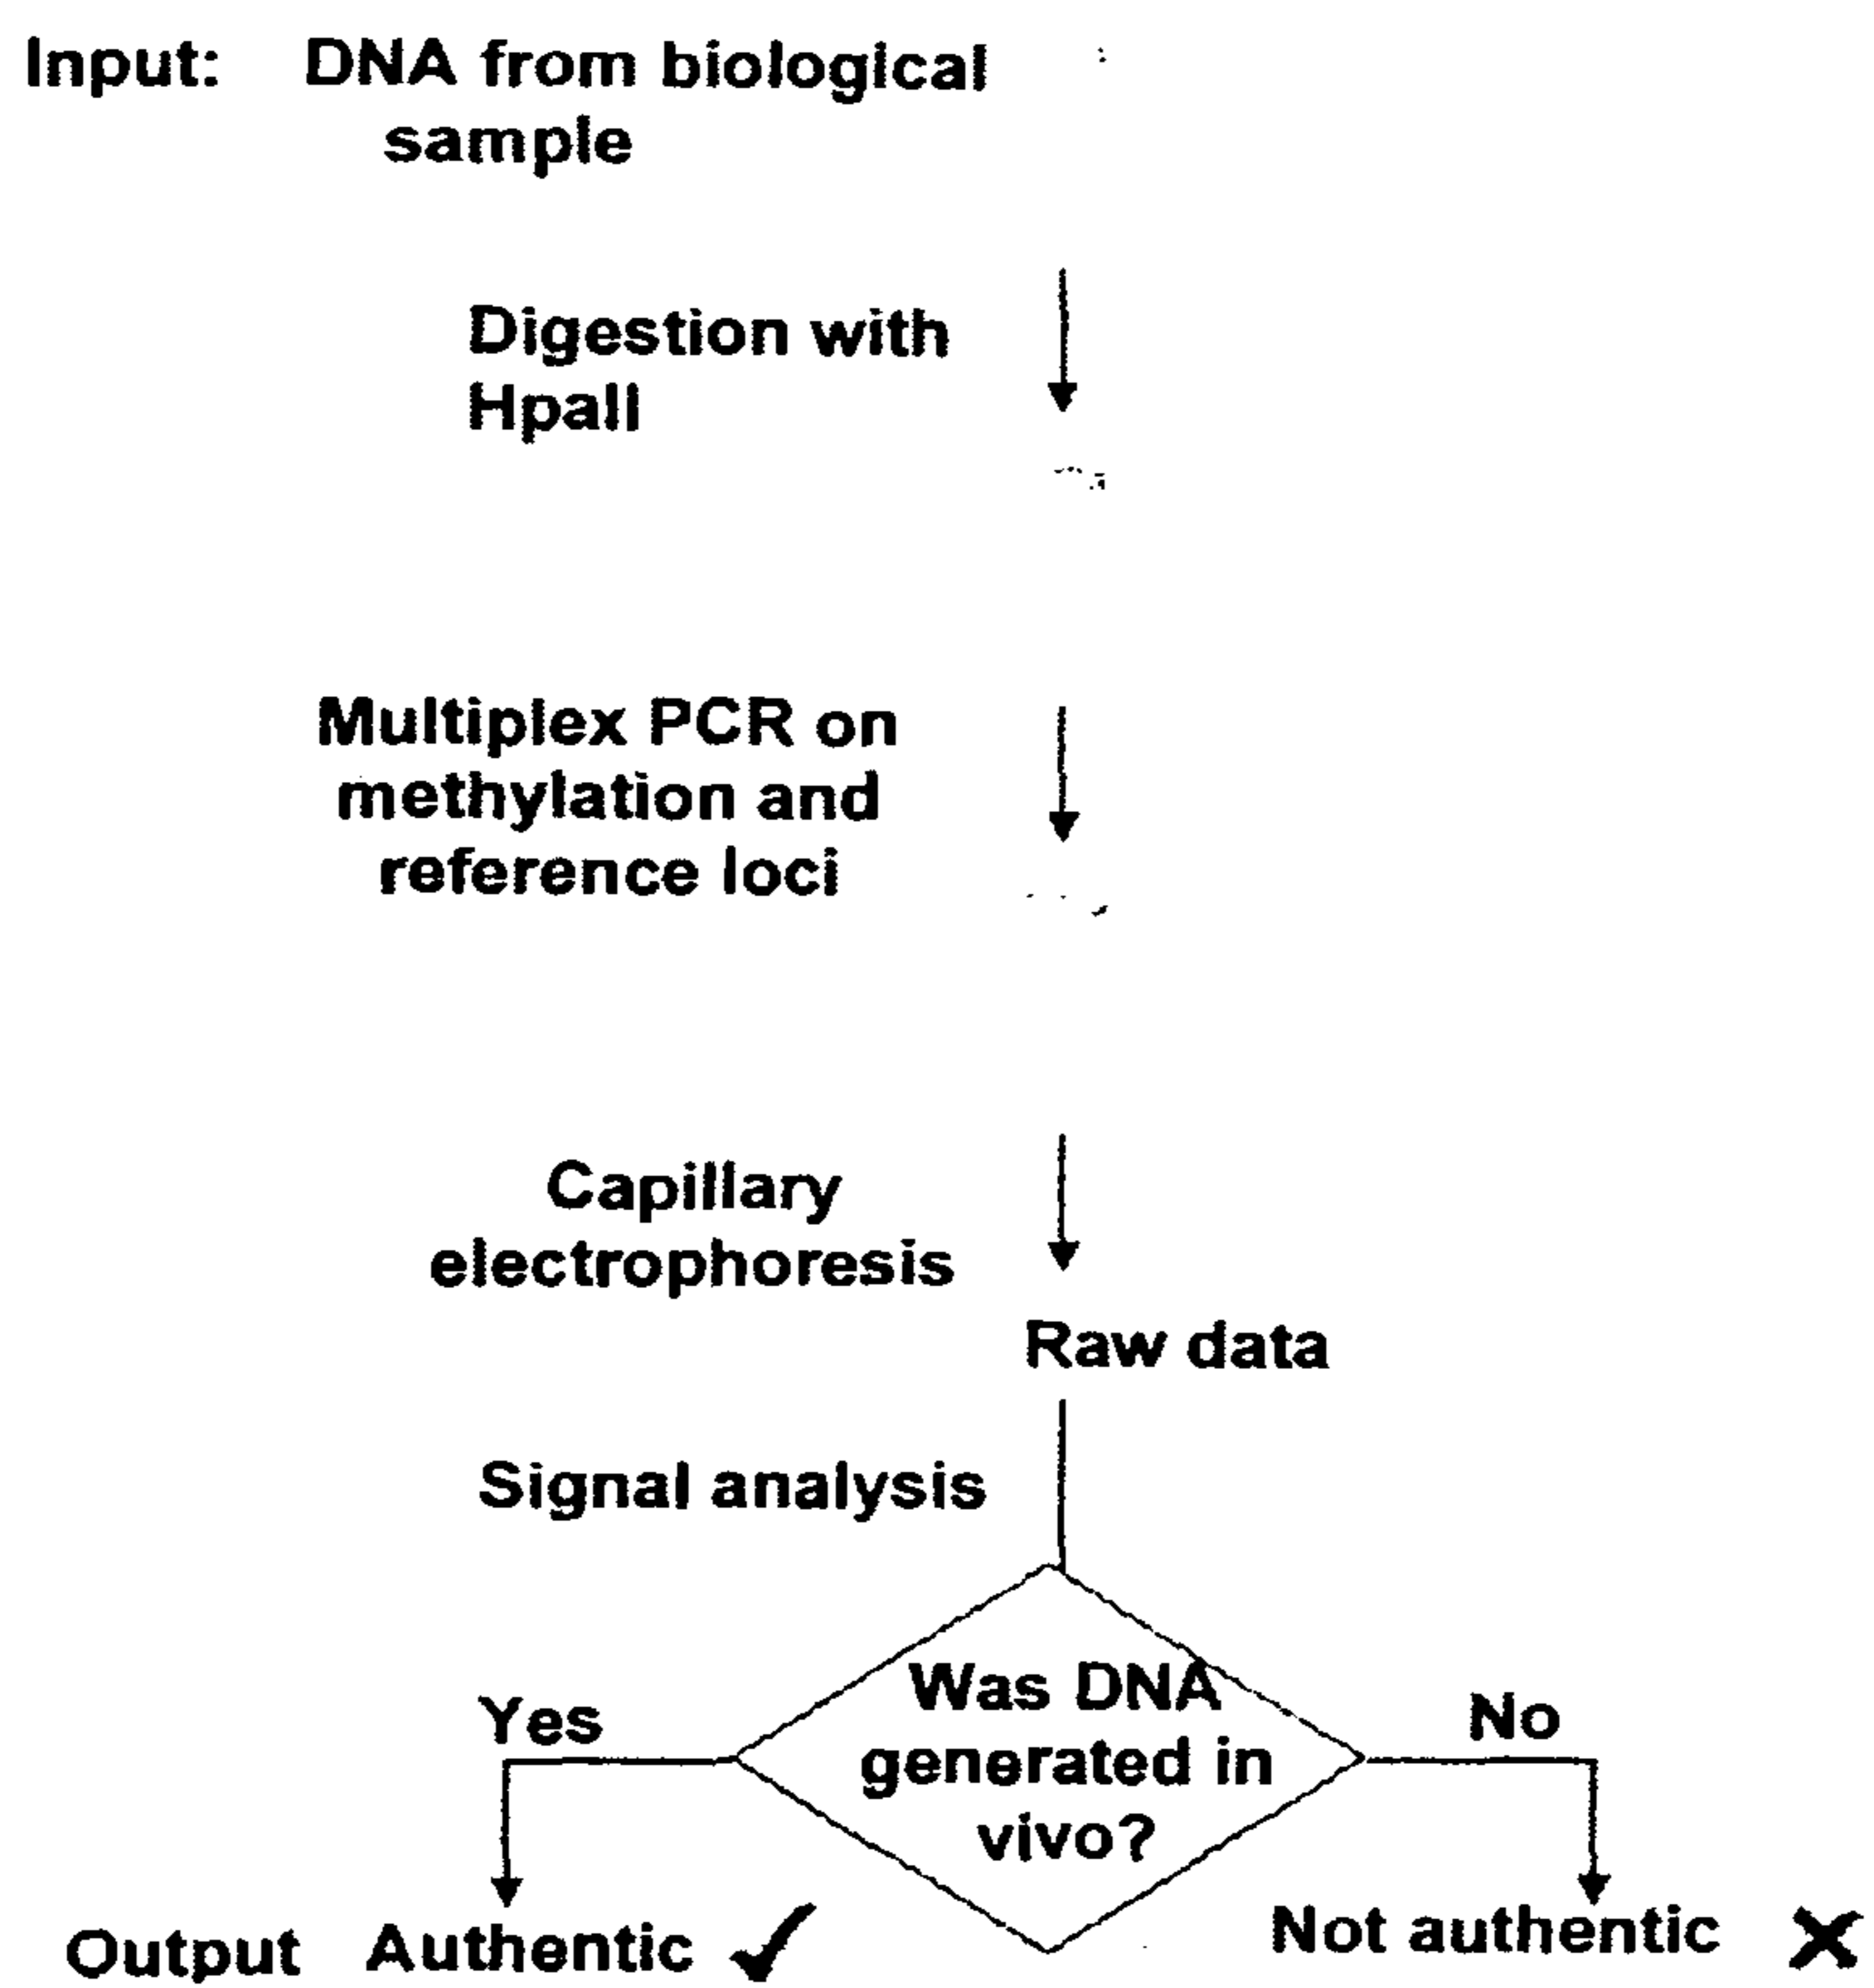 Input: DNA from biological
sample
Digestion with
HpaII
Multiplex PCR on
methylation and
reference loci
Capillary
electrophoresis
Raw data
Signal analysis
Was DNA
generated in
vivo?
Yes
No
Output Authentic
Not authentic